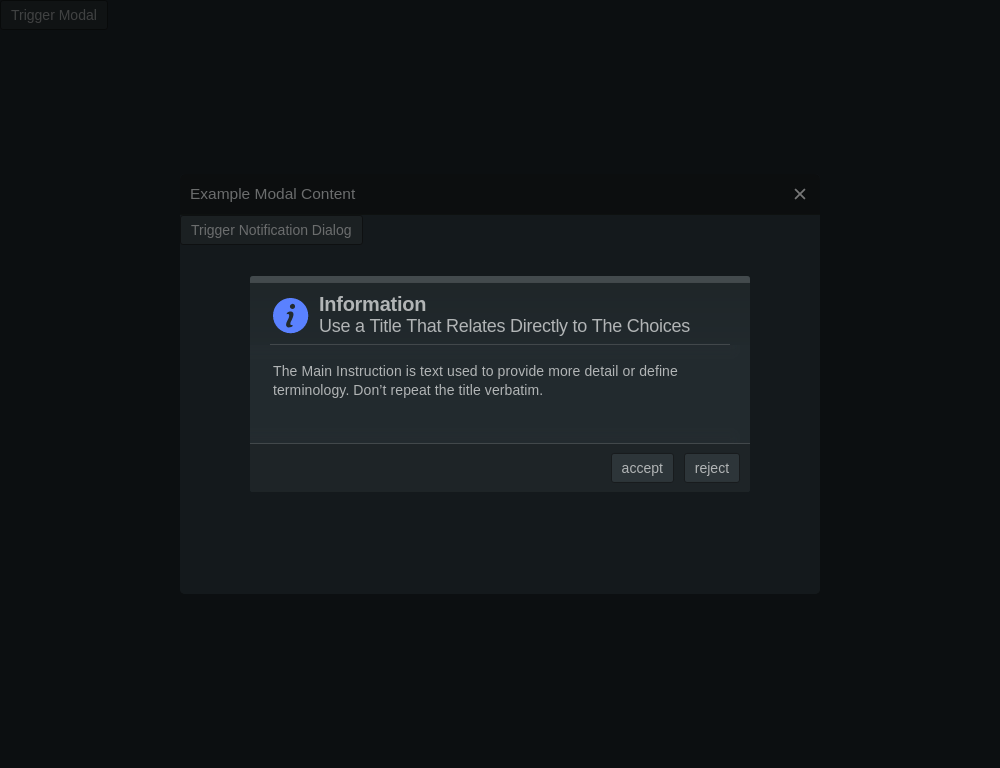 Trigger Modal
Example Modal Content
Trigger Notification Dialog
Information
Use a Title That Relates Directly to The Choices
The Main Instruction is text used to provide more detail or define
terminology. Don’t repeat the title verbatim.
accept reject